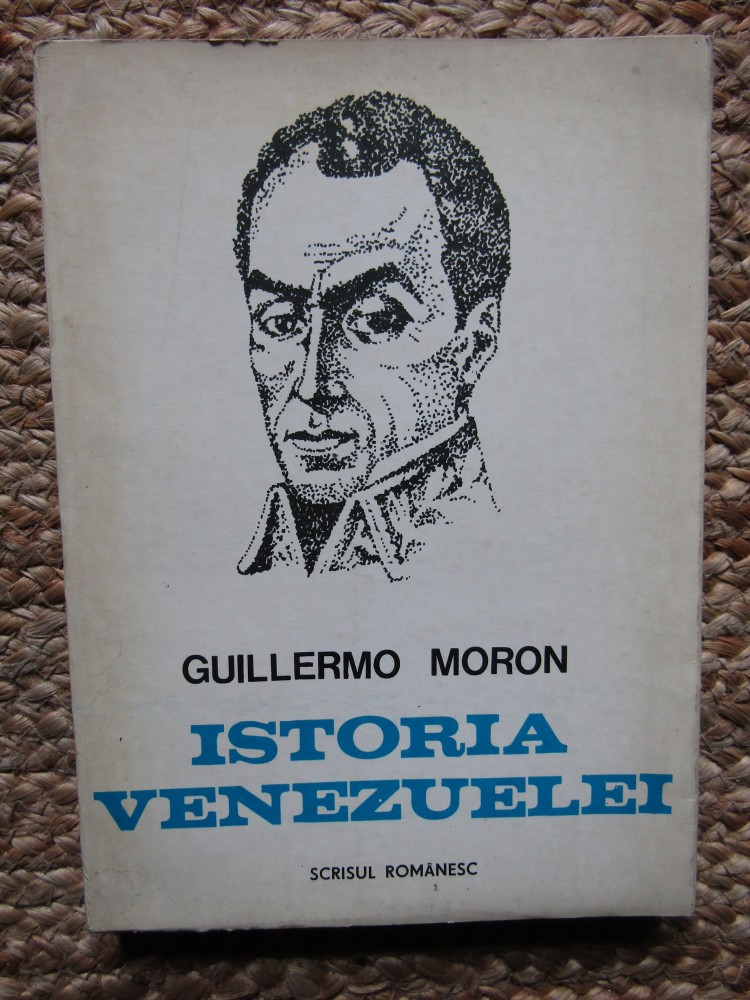 GUILLERMO MORON
ISTORIA
VENEZUELEI
SCRISUL ROMÂNESC